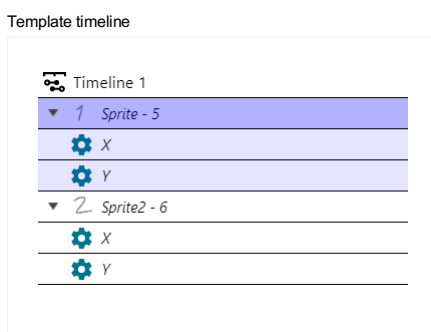 Template timeline
Timeline 1
1 Sprite - 5
X
Y
2 Sprite2 - 6
X
Y